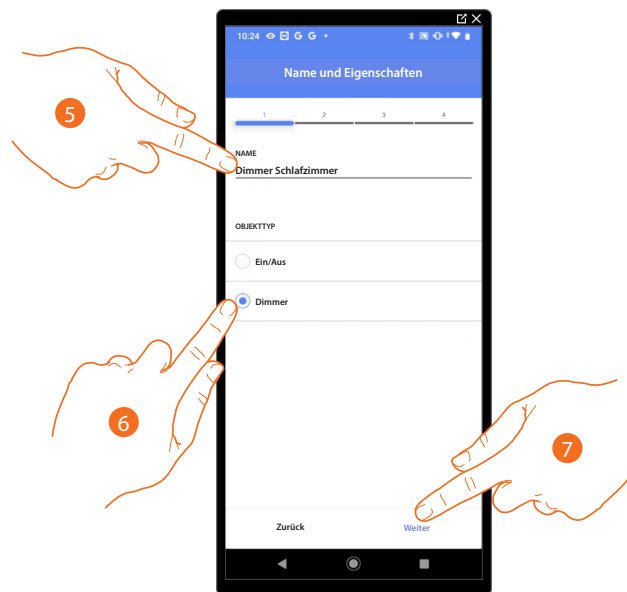 10:24 G G
Name und Eigenschaften
1 2 3 4
5
NAME
Dimmer Schlafzimmer
OBJEKTTYP
Ein/Aus
Dimmer
6
7
Zurück Weiter